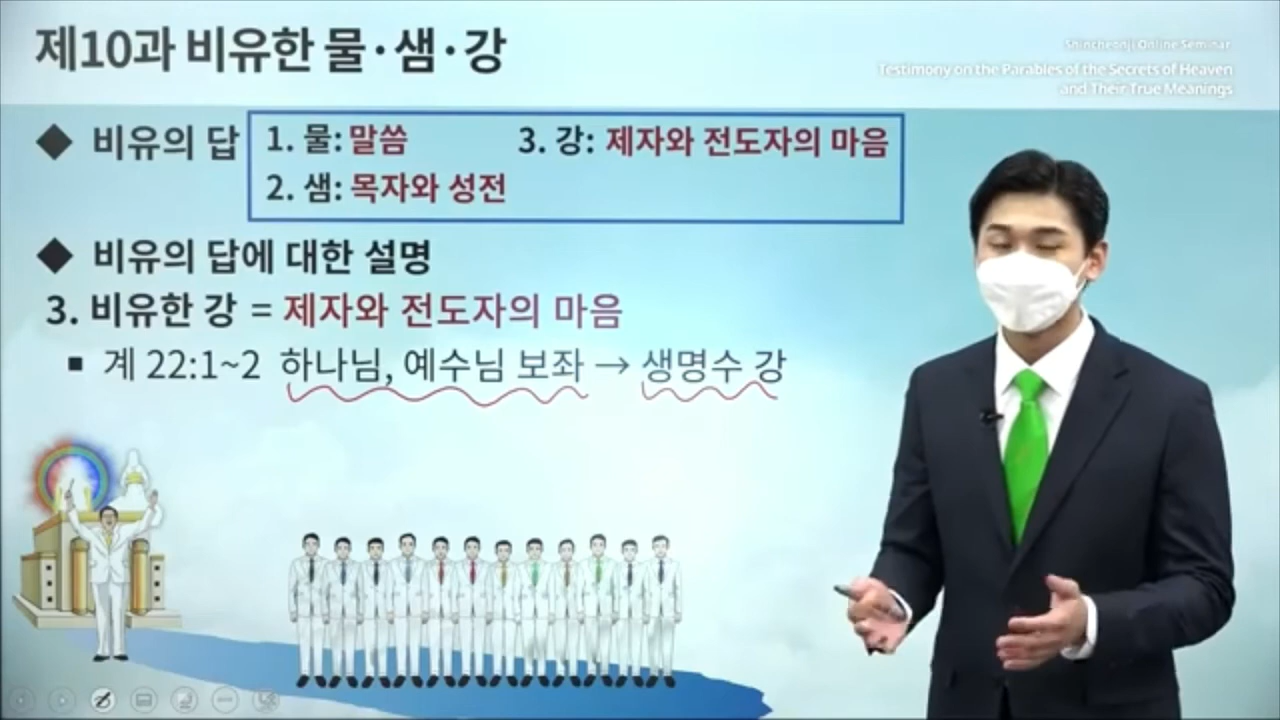 제10과 비유한 물·샘·강
Shincheonji Online Seminar
Testimony on the Parables of the Secrets of Heaven
and Their True Meanings
◆ 비유의 답
1. 물: 말씀 3. 강: 제자와 전도자의 마음
2. 샘: 목자와 성전
◆ 비유의 답에 대한 설명
3. 비유한 강 = 제자와 전도자의 마음
■ 계 22:1~2 하나님, 예수님 보좌 → 생명수 강